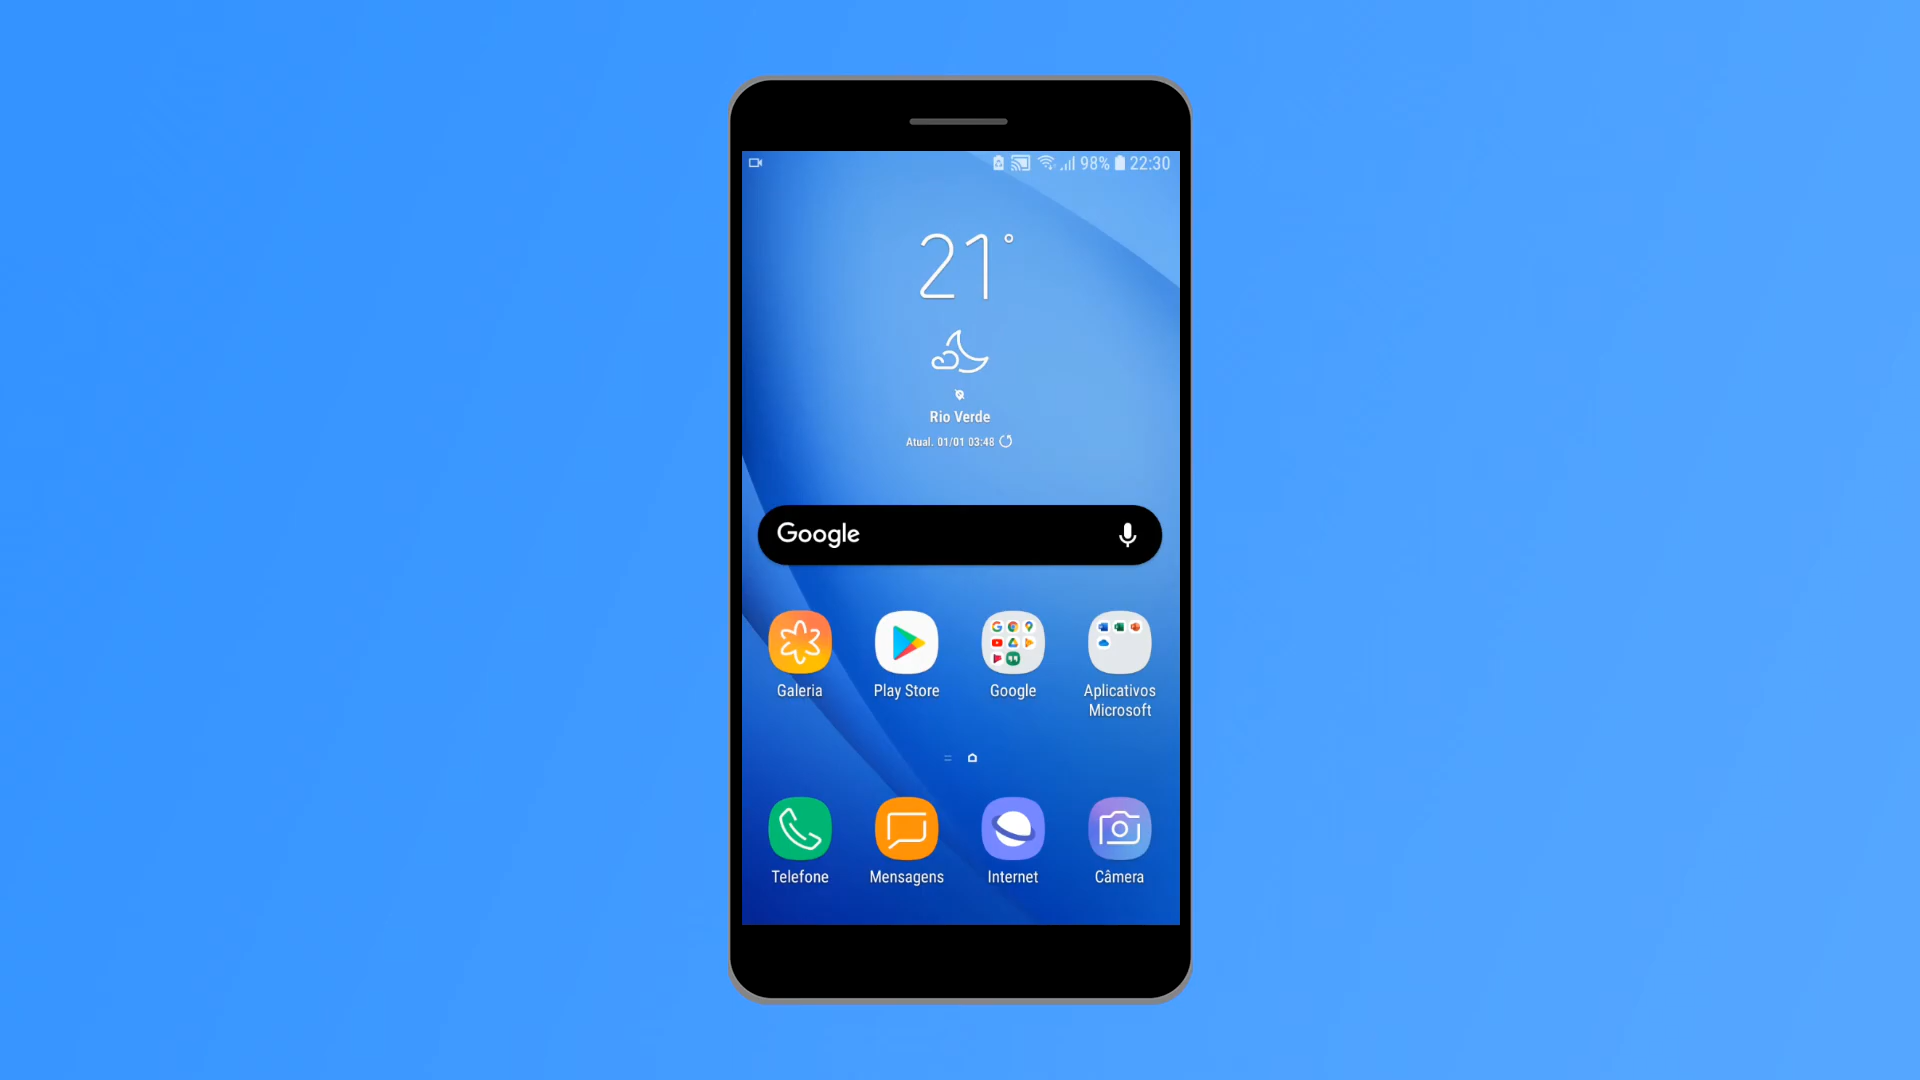 98% 22:30
21°
Rio Verde
Atual. 01/01 03:48
Google
Galeria Play Store Google Aplicativos
Microsoft
Telefone Mensagens Internet Câmera